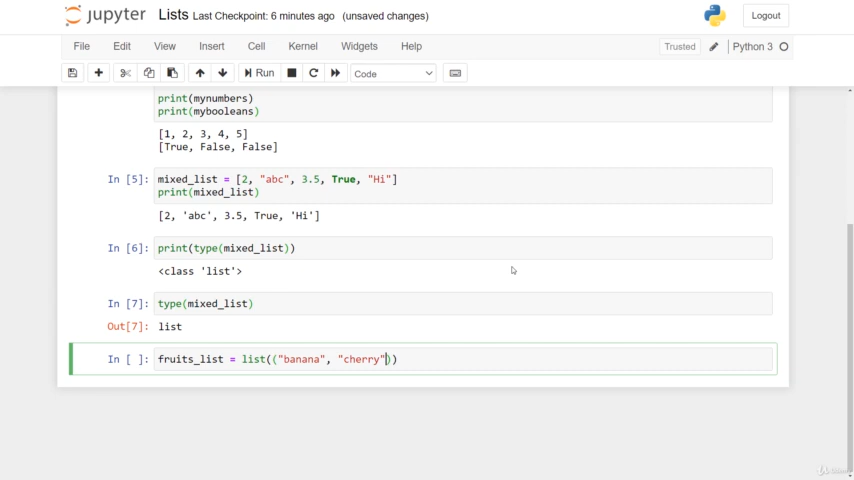 jupyter Lists Last Checkpoint: 6 minutes ago (unsaved changes)
Logout
File Edit View Insert Cell Kernel Widgets Help
Trusted Python 3
Run Code
print(mynumbers)
print(mybooleans)
[1, 2, 3, 4, 5]
[True, False, False]
In [5]: mixed_list = [2, "abc", 3.5, True, "Hi"]
print(mixed_list)
[2, 'abc', 3.5, True, 'Hi']
In [6]: print(type(mixed_list))
<class 'list'>
In [7]: type(mixed_list)
Out[7]: list
In [ ]: fruits_list = list(("banana", "cherry"))